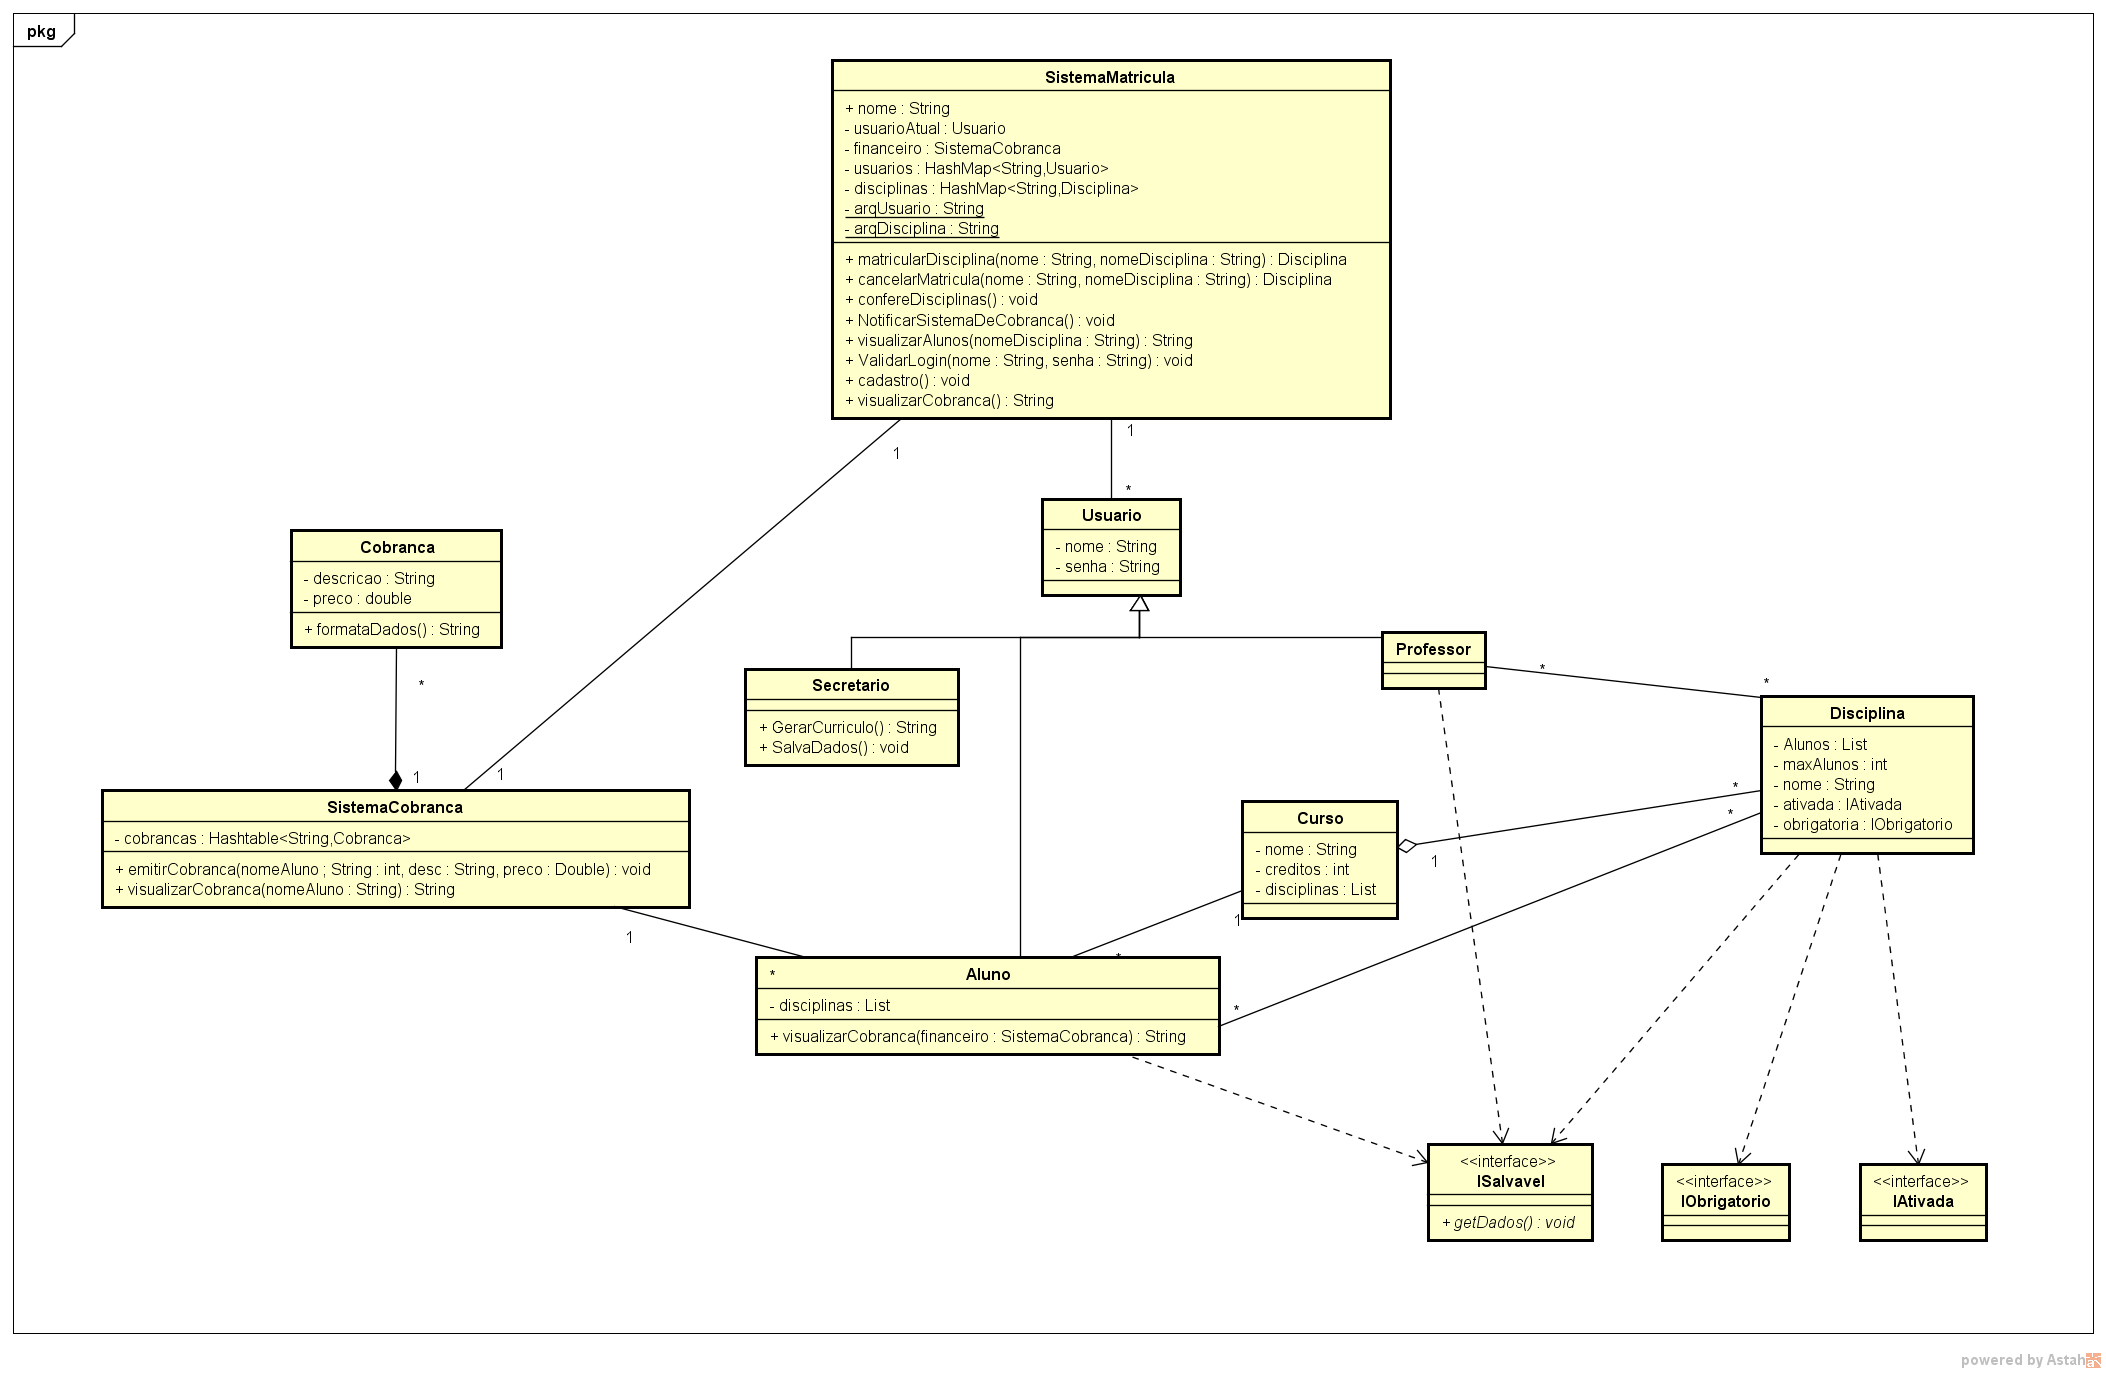 pkg
SistemaMatricula
+ nome : String
- usuarioAtual : Usuario
- financeiro : SistemaCobranca
- usuarios : HashMap<String,Usuario>
- disciplinas : HashMap<String,Disciplina>
- arqUsuario : String
- arqDisciplina : String
+ matricularDisciplina(nome : String, nomeDisciplina : String) : Disciplina
+ cancelarMatricula(nome : String, nomeDisciplina : String) : Disciplina
+ confereDisciplinas() : void
+ NotificarSistemaDeCobranca() : void
+ visualizarAlunos(nomeDisciplina : String) : String
+ ValidarLogin(nome : String, senha : String) : void
+ cadastro() : void
+ visualizarCobranca() : String
1
1
*
Usuario
- nome : String
- senha : String
Cobranca
- descricao : String
- preco : double
+ formataDados() : String
*
1
1
Secretario
+ GerarCurriculo() : String
+ SalvaDados() : void
Professor
*
*
Disciplina
- Alunos : List
- maxAlunos : int
- nome : String
- ativada : IAtivada
- obrigatoria : IObrigatorio
*
*
SistemaCobranca
- cobrancas : Hashtable<String,Cobranca>
+ emitirCobranca(nomeAluno ; String : int, desc : String, preco : Double) : void
+ visualizarCobranca(nomeAluno : String) : String
1
Curso
- nome : String
- creditos : int
- disciplinas : List
1
1
*
*
Aluno
- disciplinas : List
+ visualizarCobranca(financeiro : SistemaCobranca) : String
*
<<interface>>
ISalvavel
+ getDados() : void
<<interface>>
IObrigatorio
<<interface>>
IAtivada
powered by Astah